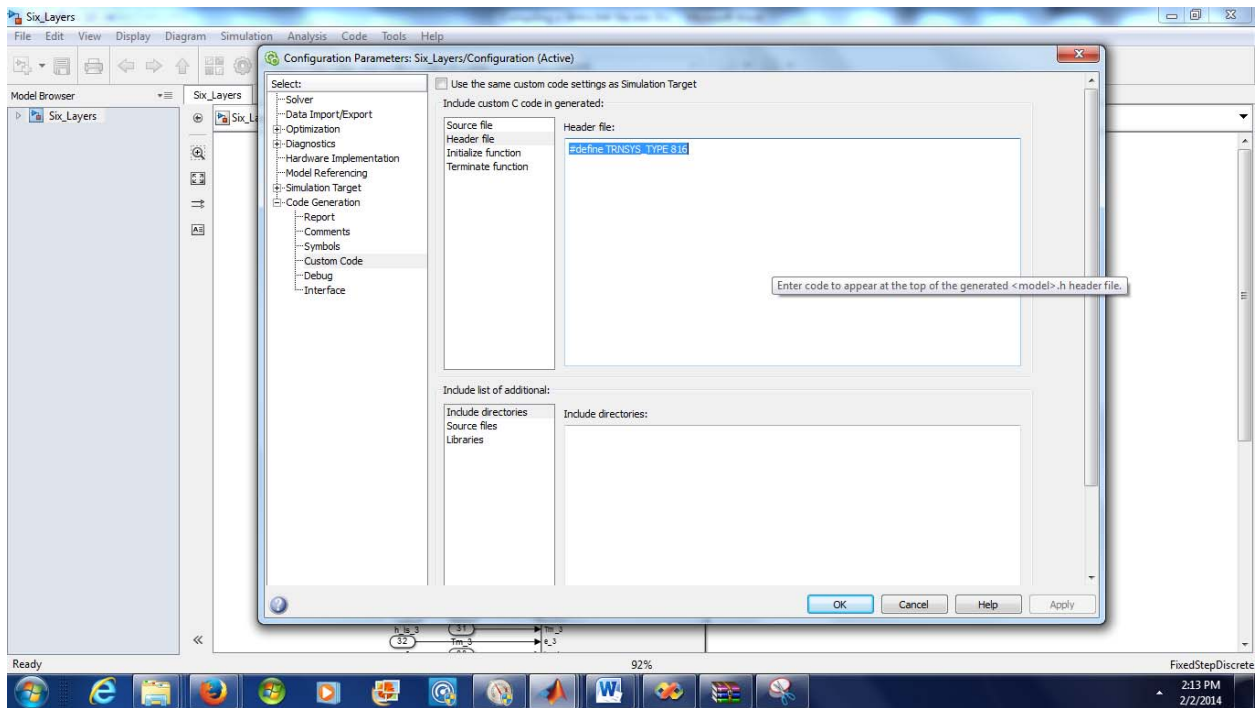 Six_Layers
File Edit View Display Diagram Simulation Analysis Code Tools Help
Configuration Parameters: Six_Layers/Configuration (Active)
Model Browser
Six_Layers
Six_Layers
Six_La
Select:
Solver
Data Import/Export
Optimization
Diagnostics
Hardware Implementation
Model Referencing
Simulation Target
Code Generation
Report
Comments
Symbols
Custom Code
Debug
Interface
Use the same custom code settings as Simulation Target
Include custom C code in generated:
Source file
Header file
Initialize function
Terminate function
Header file:
#define TRNSYS_TYPE 816
Enter code to appear at the top of the generated <model>.h header file.
Include list of additional:
Include directories
Source files
Libraries
Include directories:
OK Cancel Help Apply
h_ls_3 31 Tm_3
32 Tm_3 e_3
Ready 92% FixedStepDiscrete
2:13 PM
2/2/2014